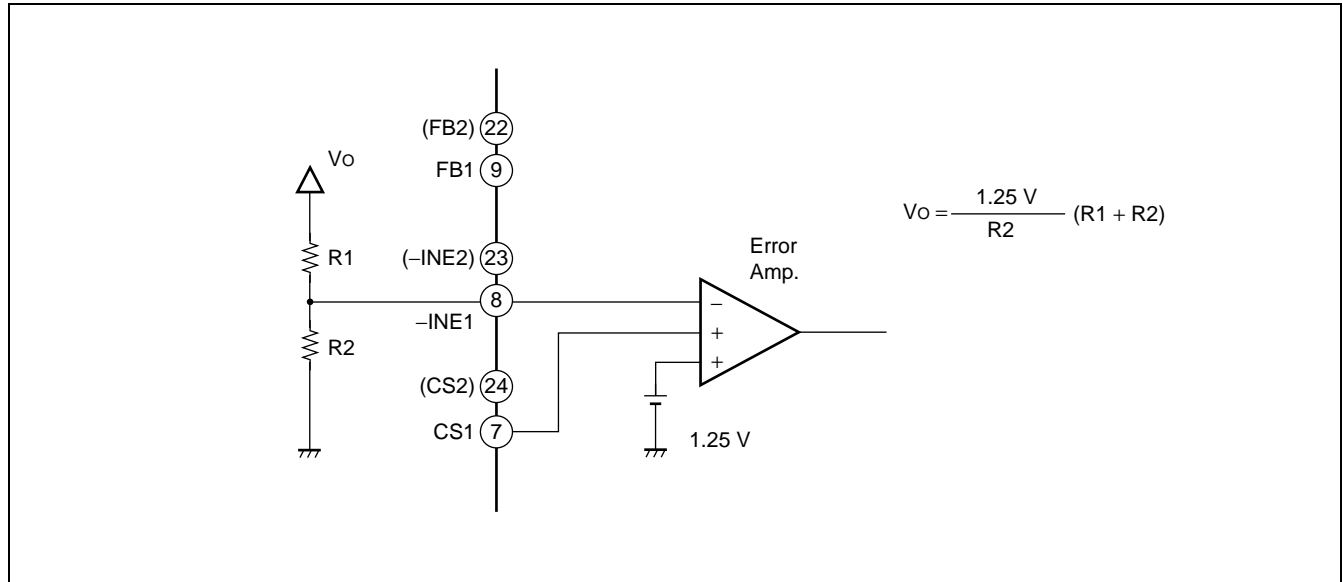 (FB2) 22
FB1 9
VO
R1
(–INE2) 23
8
–INE1
R2
(CS2) 24
CS1 7
Error
Amp.
–
+
+
1.25 V
VO = 1.25 V / R2 (R1 + R2)